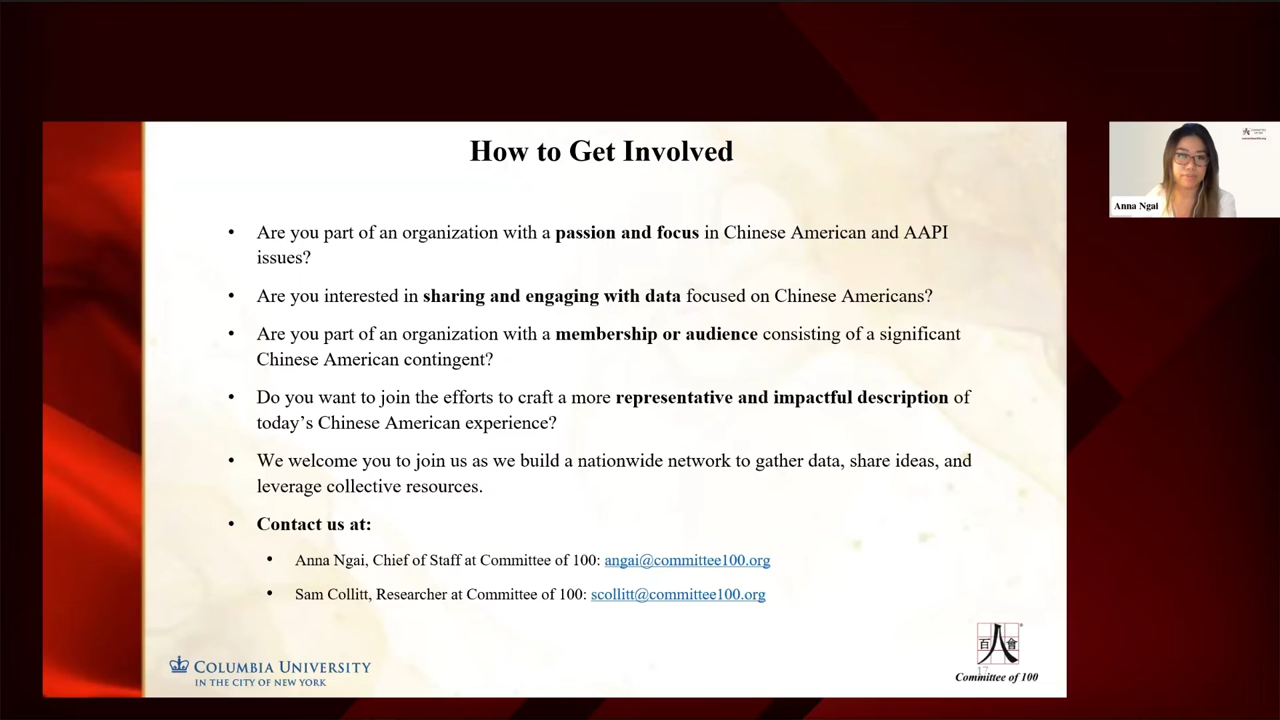 How to Get Involved
• Are you part of an organization with a passion and focus in Chinese American and AAPI
issues?
• Are you interested in sharing and engaging with data focused on Chinese Americans?
• Are you part of an organization with a membership or audience consisting of a significant
Chinese American contingent?
• Do you want to join the efforts to craft a more representative and impactful description of
today’s Chinese American experience?
• We welcome you to join us as we build a nationwide network to gather data, share ideas, and
leverage collective resources.
• Contact us at:
• Anna Ngai, Chief of Staff at Committee of 100: angai@committee100.org
• Sam Collitt, Researcher at Committee of 100: scollitt@committee100.org
COLUMBIA UNIVERSITY
IN THE CITY OF NEW YORK
百人會
17
Committee of 100
Anna Ngai